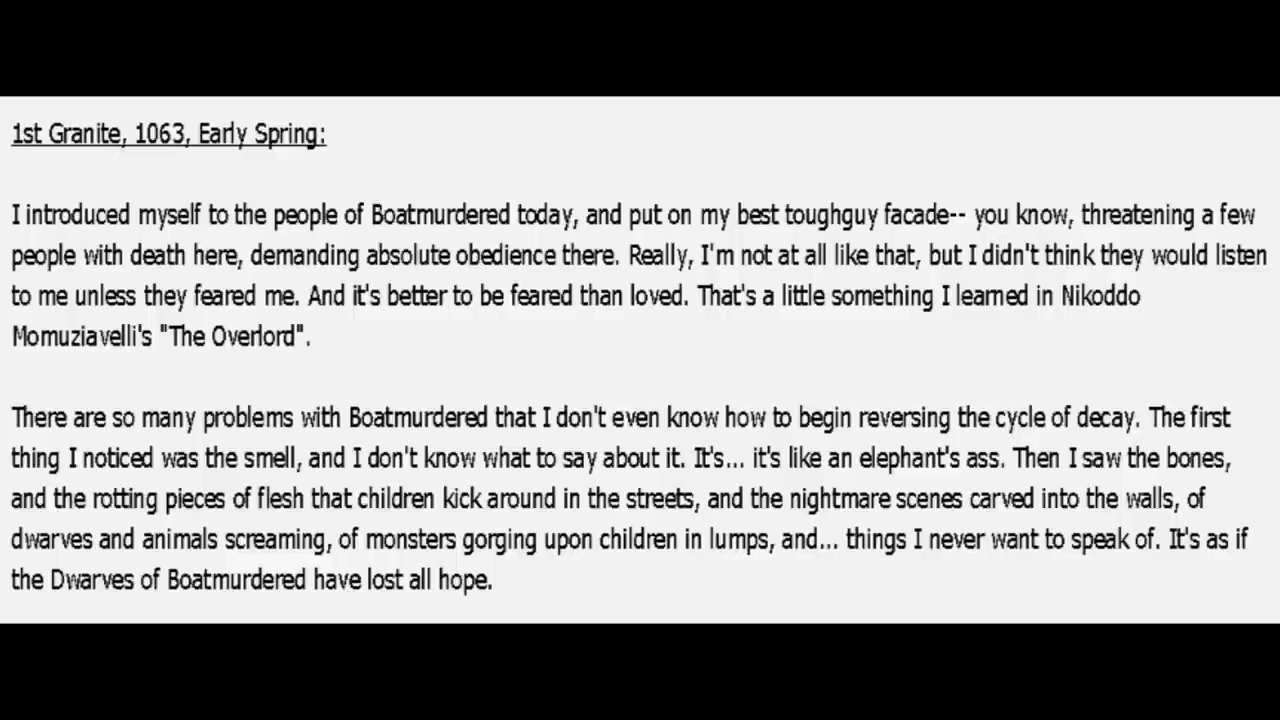 1st Granite, 1063, Early Spring:
I introduced myself to the people of Boatmurdered today, and put on my best toughguy facade-- you know, threatening a few
people with death here, demanding absolute obedience there. Really, I'm not at all like that, but I didn't think they would listen
to me unless they feared me. And it's better to be feared than loved. That's a little something I learned in Nikoddo
Momuziavelli's "The Overlord".
There are so many problems with Boatmurdered that I don't even know how to begin reversing the cycle of decay. The first
thing I noticed was the smell, and I don't know what to say about it. It's... it's like an elephant's ass. Then I saw the bones,
and the rotting pieces of flesh that children kick around in the streets, and the nightmare scenes carved into the walls, of
dwarves and animals screaming, of monsters gorging upon children in lumps, and... things I never want to speak of. It's as if
the Dwarves of Boatmurdered have lost all hope.